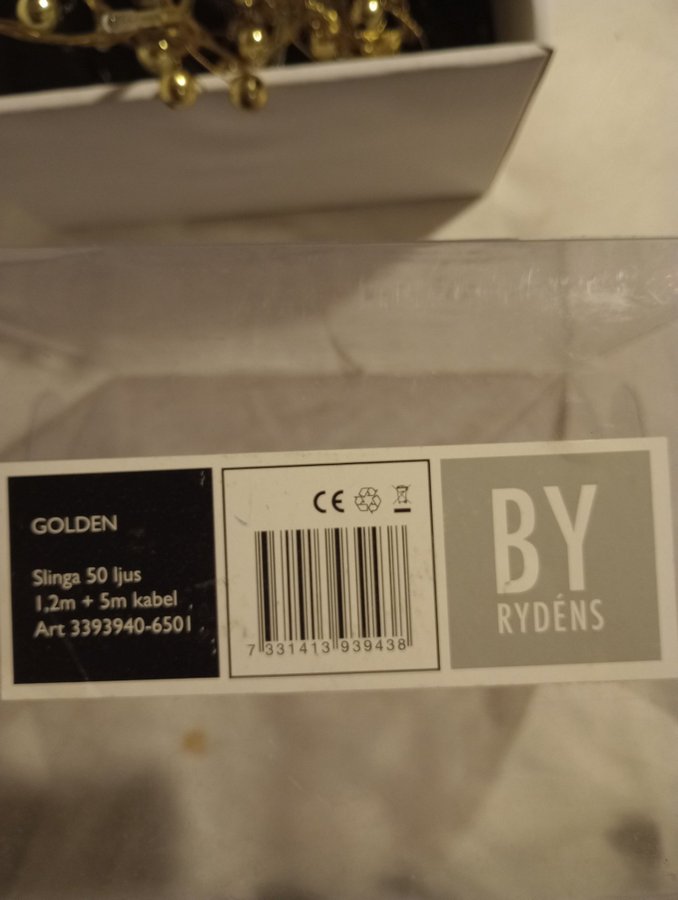 GOLDEN
Slinga 50 ljus
1,2m + 5m kabel
Art 3393940-6501
CE
7 331413 939438
BY
RYDÉNS